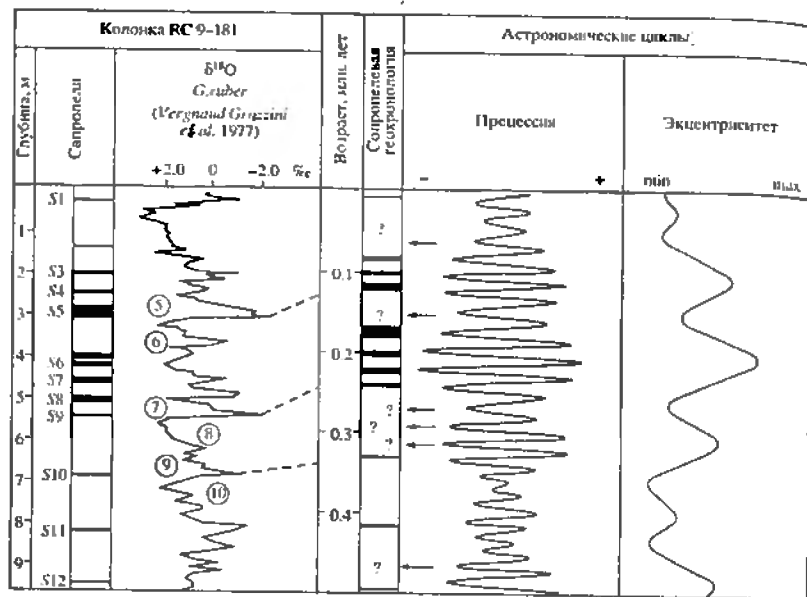 Колонка RC 9–181
Астрономические циклы
Глубина, м
Сапропели
δ¹⁸O
G.ruber
(Vergnaud Grazzini
et al. 1977)
+2.0 0 −2.0 ‰
Возраст, млн. лет
Сопропелевая
геохронология
Прецессия
− +
Эксцентриситет
min max
S1
1
?
2
S3
0.1
S4
3
S5
5
?
6
4
0.2
S6
S7
5
S8
7
?
S9
8
?
0.3
6
?
9
S10
7
10
8
0.4
S11
9
?
S12